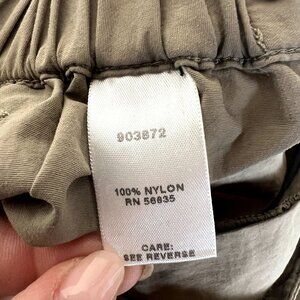 903872
100% NYLON
RN 56835
CARE:
SEE REVERSE